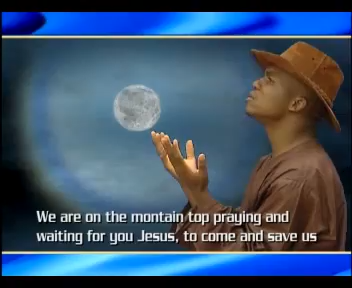 We are on the montain top praying and
waiting for you Jesus, to come and save us